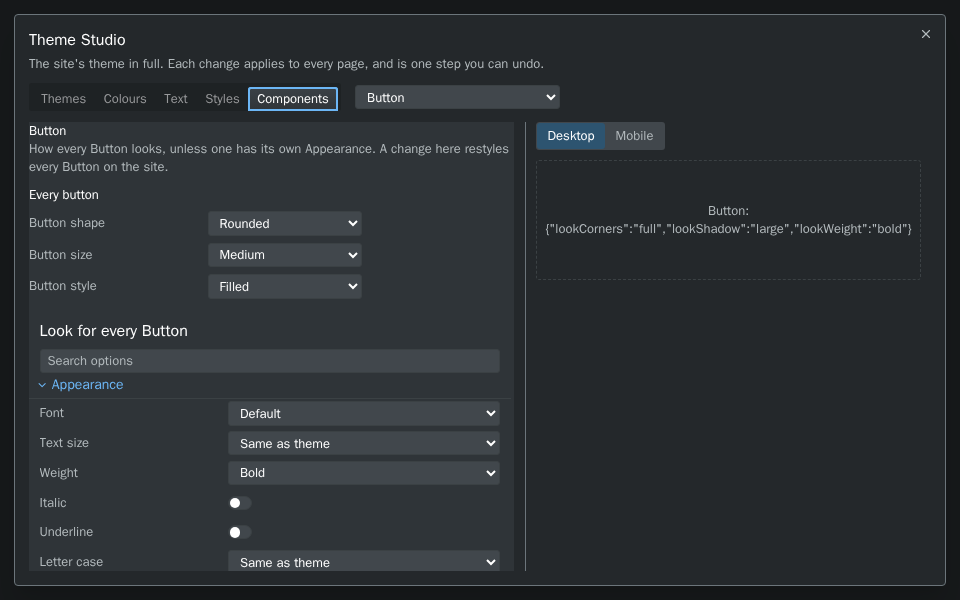 Theme Studio
×
The site's theme in full. Each change applies to every page, and is one step you can undo.
Themes Colours Text Styles Components Button
Button
How every Button looks, unless one has its own Appearance. A change here restyles
every Button on the site.
Every button
Button shape Rounded
Button size Medium
Button style Filled
Look for every Button
Search options
Appearance
Font Default
Text size Same as theme
Weight Bold
Italic
Underline
Letter case Same as theme
Desktop Mobile
Button:
{"lookCorners":"full","lookShadow":"large","lookWeight":"bold"}